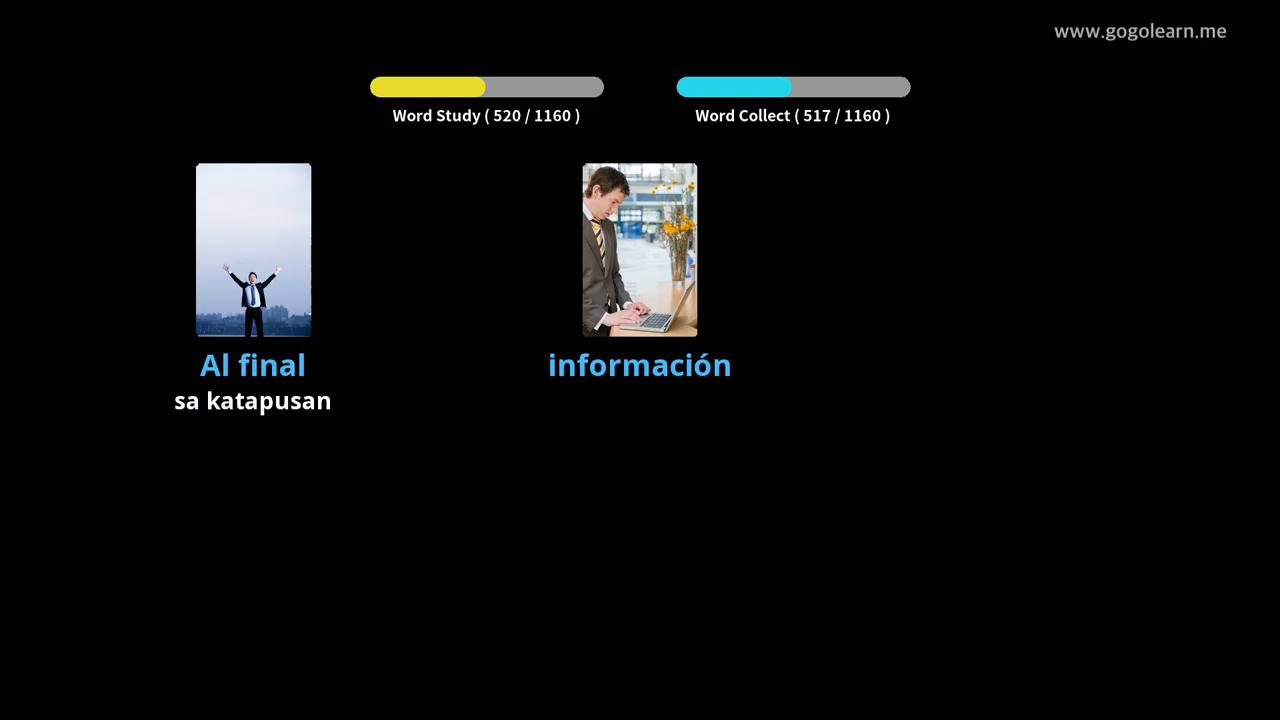 www.gogolearn.me
Word Study ( 520 / 1160 )
Word Collect ( 517 / 1160 )
Al final
sa katapusan
información